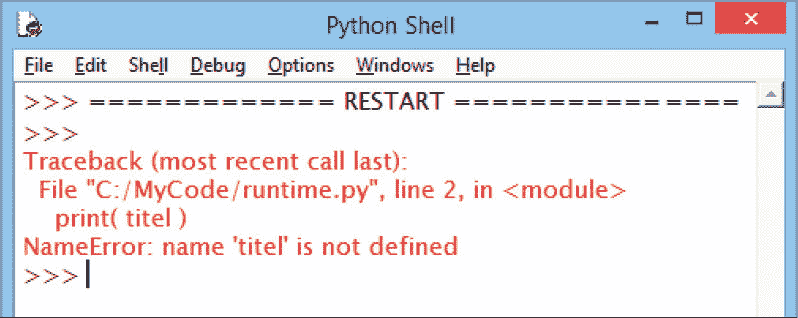 Python Shell
File Edit Shell Debug Options Windows Help
>>> ============= RESTART ===============
>>>
Traceback (most recent call last):
  File "C:/MyCode/runtime.py", line 2, in <module>
    print( titel )
NameError: name 'titel' is not defined
>>>